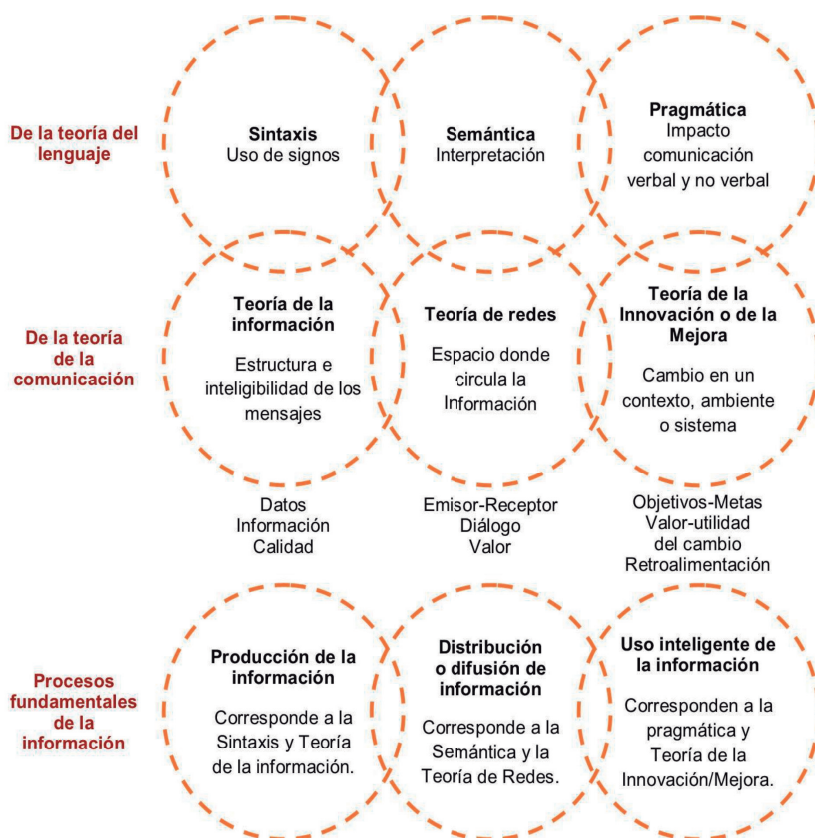 De la teoría del
lenguaje
Sintaxis
Uso de signos
Semántica
Interpretación
Pragmática
Impacto
comunicación
verbal y no verbal
De la teoría
de la
comunicación
Teoría de la
información
Estructura e
inteligibilidad de los
mensajes
Teoría de redes
Espacio donde
circula la
Información
Teoría de la
Innovación o de la
Mejora
Cambio en un
contexto, ambiente
o sistema
Datos
Información
Calidad
Emisor-Receptor
Diálogo
Valor
Objetivos-Metas
Valor-utilidad
del cambio
Retroalimentación
Procesos
fundamentales
de la
información
Producción de la
información
Corresponde a la
Sintaxis y Teoría
de la información.
Distribución
o difusión de
información
Corresponde a la
Semántica y la
Teoría de Redes.
Uso inteligente de
la información
Corresponden a la
pragmática y
Teoría de la
Innovación/Mejora.